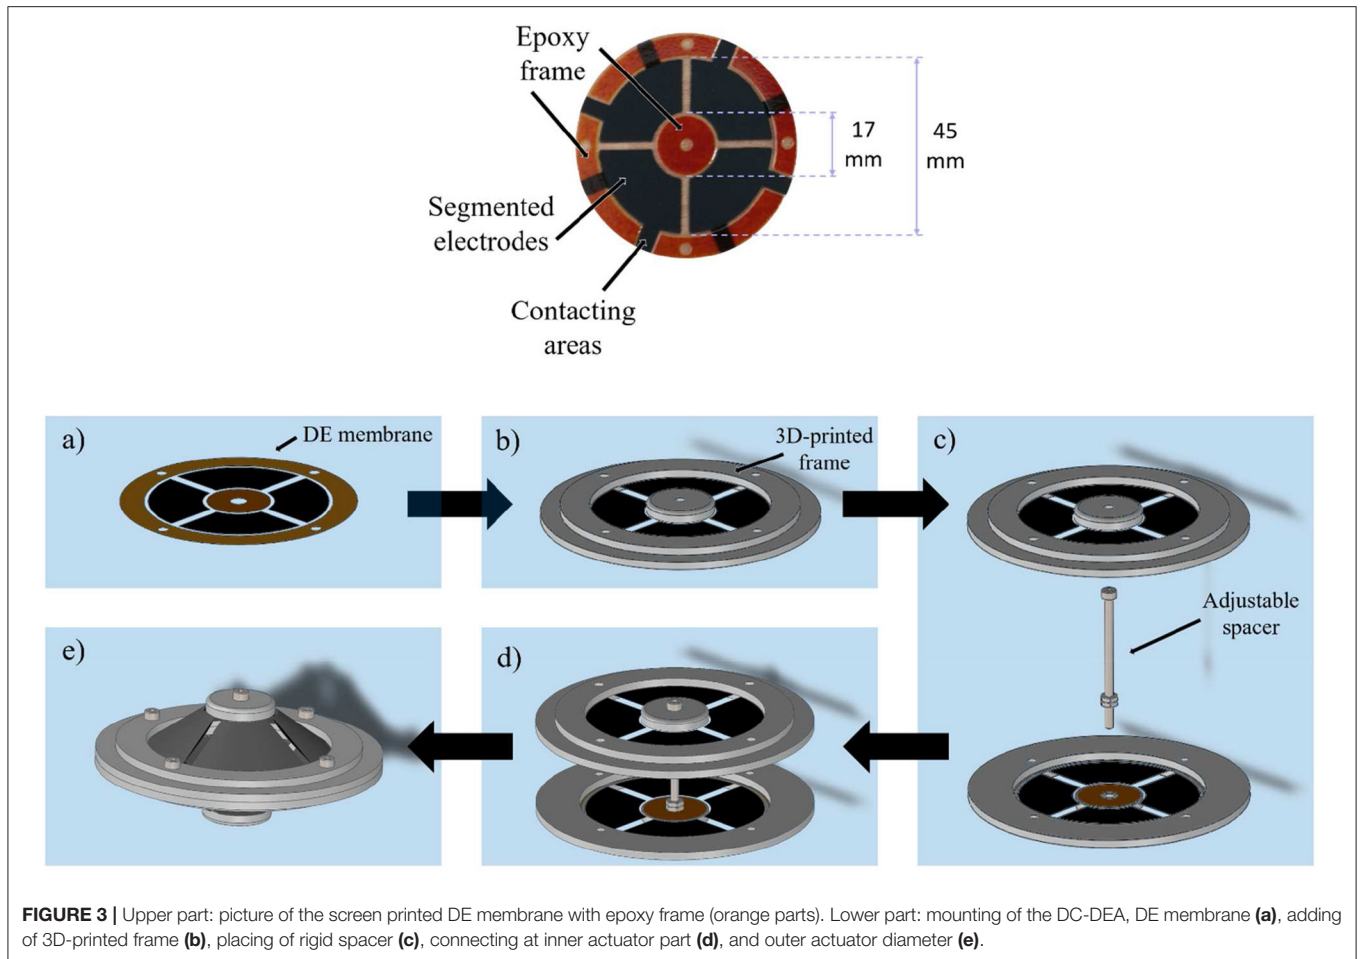 Epoxy
frame
17
mm
45
mm
Segmented
electrodes
Contacting
areas
a)
DE membrane
b)
3D-printed
frame
c)
Adjustable
spacer
e)
d)
FIGURE 3 | Upper part: picture of the screen printed DE membrane with epoxy frame (orange parts). Lower part: mounting of the DC-DEA, DE membrane (a), adding
of 3D-printed frame (b), placing of rigid spacer (c), connecting at inner actuator part (d), and outer actuator diameter (e).